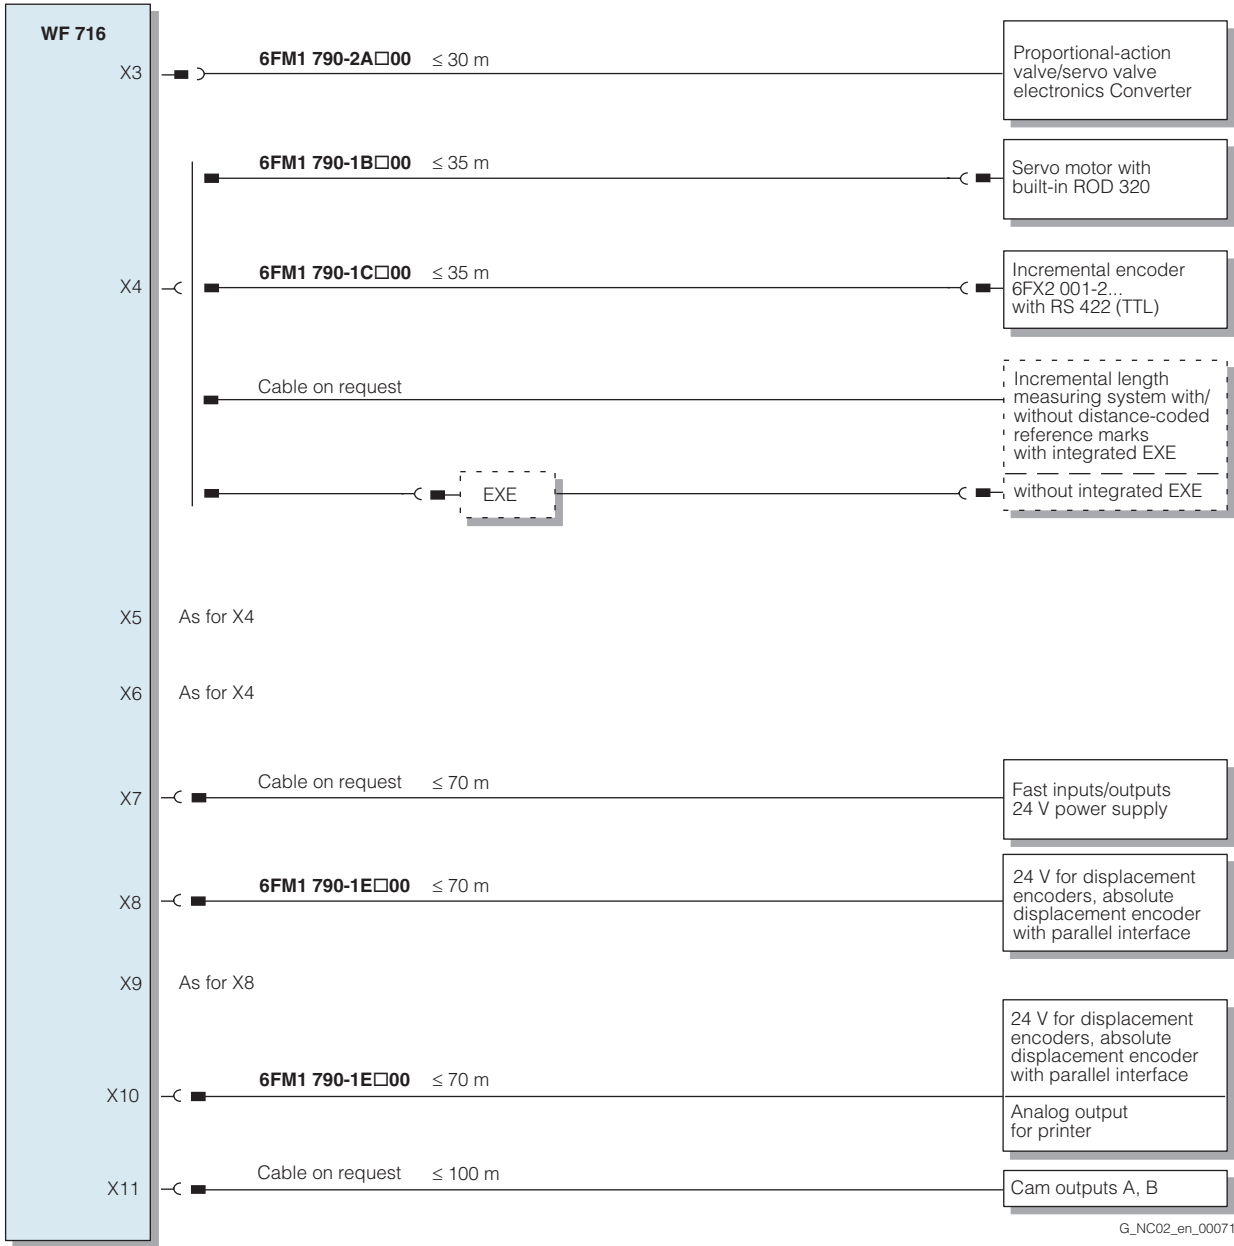 WF 716
X3
6FM1 790-2A□00 ≤ 30 m
Proportional-action
valve/servo valve
electronics Converter
6FM1 790-1B□00 ≤ 35 m
Servo motor with
built-in ROD 320
X4
6FM1 790-1C□00 ≤ 35 m
Incremental encoder
6FX2 001-2...
with RS 422 (TTL)
Cable on request
Incremental length
measuring system with/
without distance-coded
reference marks
with integrated EXE
EXE
without integrated EXE
X5 As for X4
X6 As for X4
X7
Cable on request ≤ 70 m
Fast inputs/outputs
24 V power supply
X8
6FM1 790-1E□00 ≤ 70 m
24 V for displacement
encoders, absolute
displacement encoder
with parallel interface
X9 As for X8
X10
6FM1 790-1E□00 ≤ 70 m
24 V for displacement
encoders, absolute
displacement encoder
with parallel interface
Analog output
for printer
X11
Cable on request ≤ 100 m
Cam outputs A, B
G_NC02_en_00071